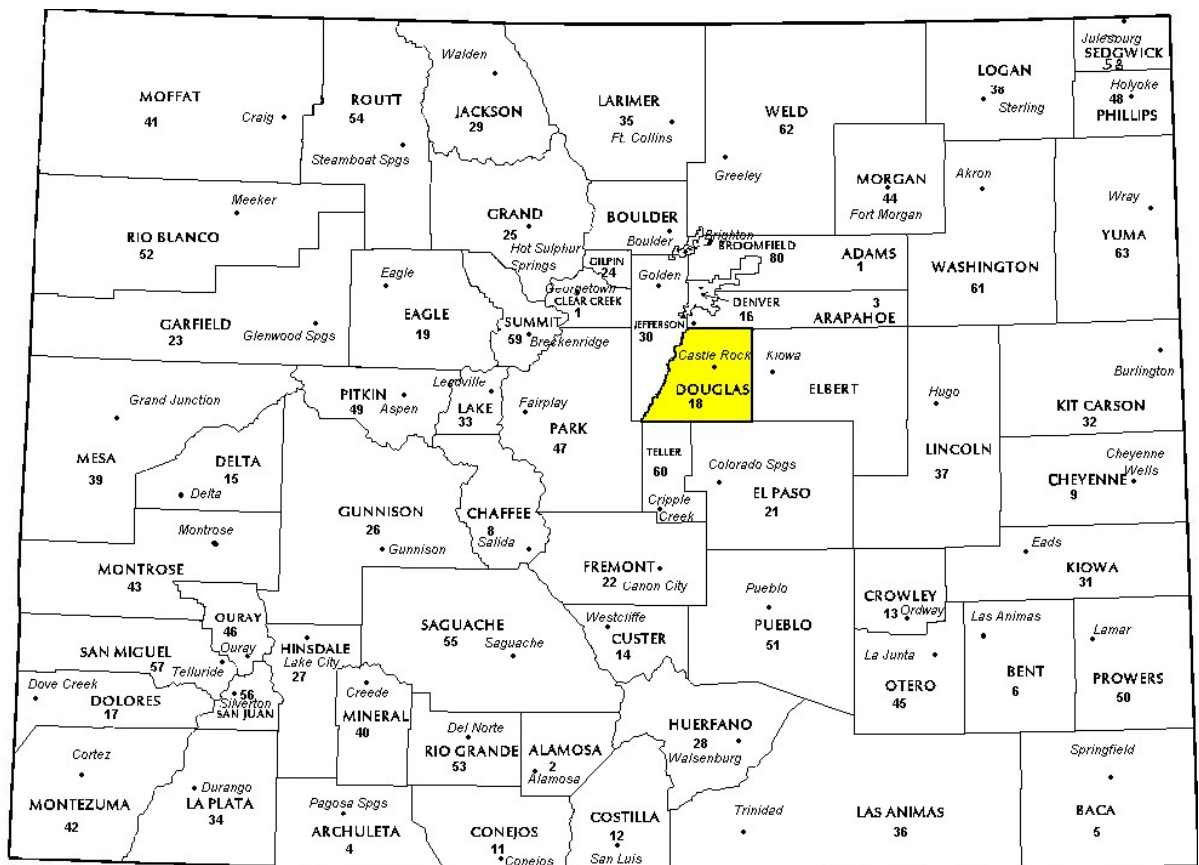 Julesburg
SEDGWICK
58
Walden
JACKSON
29
LOGAN
38
Sterling
Holyoke
48
PHILLIPS
MOFFAT
41
Craig
ROUTT
54
Steamboat Spgs
LARIMER
35
Ft. Collins
WELD
62
Greeley
MORGAN
44
Fort Morgan
Akron
WASHINGTON
61
Wray
YUMA
63
Meeker
RIO BLANCO
52
GRAND
25
Hot Sulphur
Springs
BOULDER
Boulder
Brighton
BROOMFIELD
80
ADAMS
1
GILPIN
24
Golden
Georgetown
CLEAR CREEK
1
DENVER
16
3
ARAPAHOE
JEFFERSON
30
Eagle
EAGLE
19
SUMMIT
59
Breckenridge
GARFIELD
23
Glenwood Spgs
Castle Rock
DOUGLAS
18
Kiowa
ELBERT
Hugo
LINCOLN
37
Burlington
KIT CARSON
32
PITKIN
49
Aspen
Leadville
LAKE
33
Fairplay
PARK
47
Grand Junction
MESA
39
DELTA
15
Delta
TELLER
60
Cripple
Creek
Colorado Spgs
EL PASO
21
Cheyenne
Wells
CHEYENNE
9
GUNNISON
26
Gunnison
CHAFFEE
8
Salida
Montrose
MONTROSE
43
FREMONT
22
Canon City
Pueblo
PUEBLO
51
Eads
KIOWA
31
CROWLEY
13
Ordway
OURAY
46
Ouray
HINSDALE
Lake City
27
SAGUACHE
55
Saguache
Westcliffe
CUSTER
14
La Junta
OTERO
45
Las Animas
BENT
6
Lamar
PROWERS
50
SAN MIGUEL
57
Telluride
Dove Creek
DOLORES
17
56
Silverton
SAN JUAN
Creede
MINERAL
40
Del Norte
RIO GRANDE
53
ALAMOSA
2
Alamosa
HUERFANO
28
Walsenburg
Cortez
MONTEZUMA
42
Durango
LA PLATA
34
Pagosa Spgs
ARCHULETA
4
CONEJOS
11
Conejos
COSTILLA
12
San Luis
Trinidad
LAS ANIMAS
36
Springfield
BACA
5